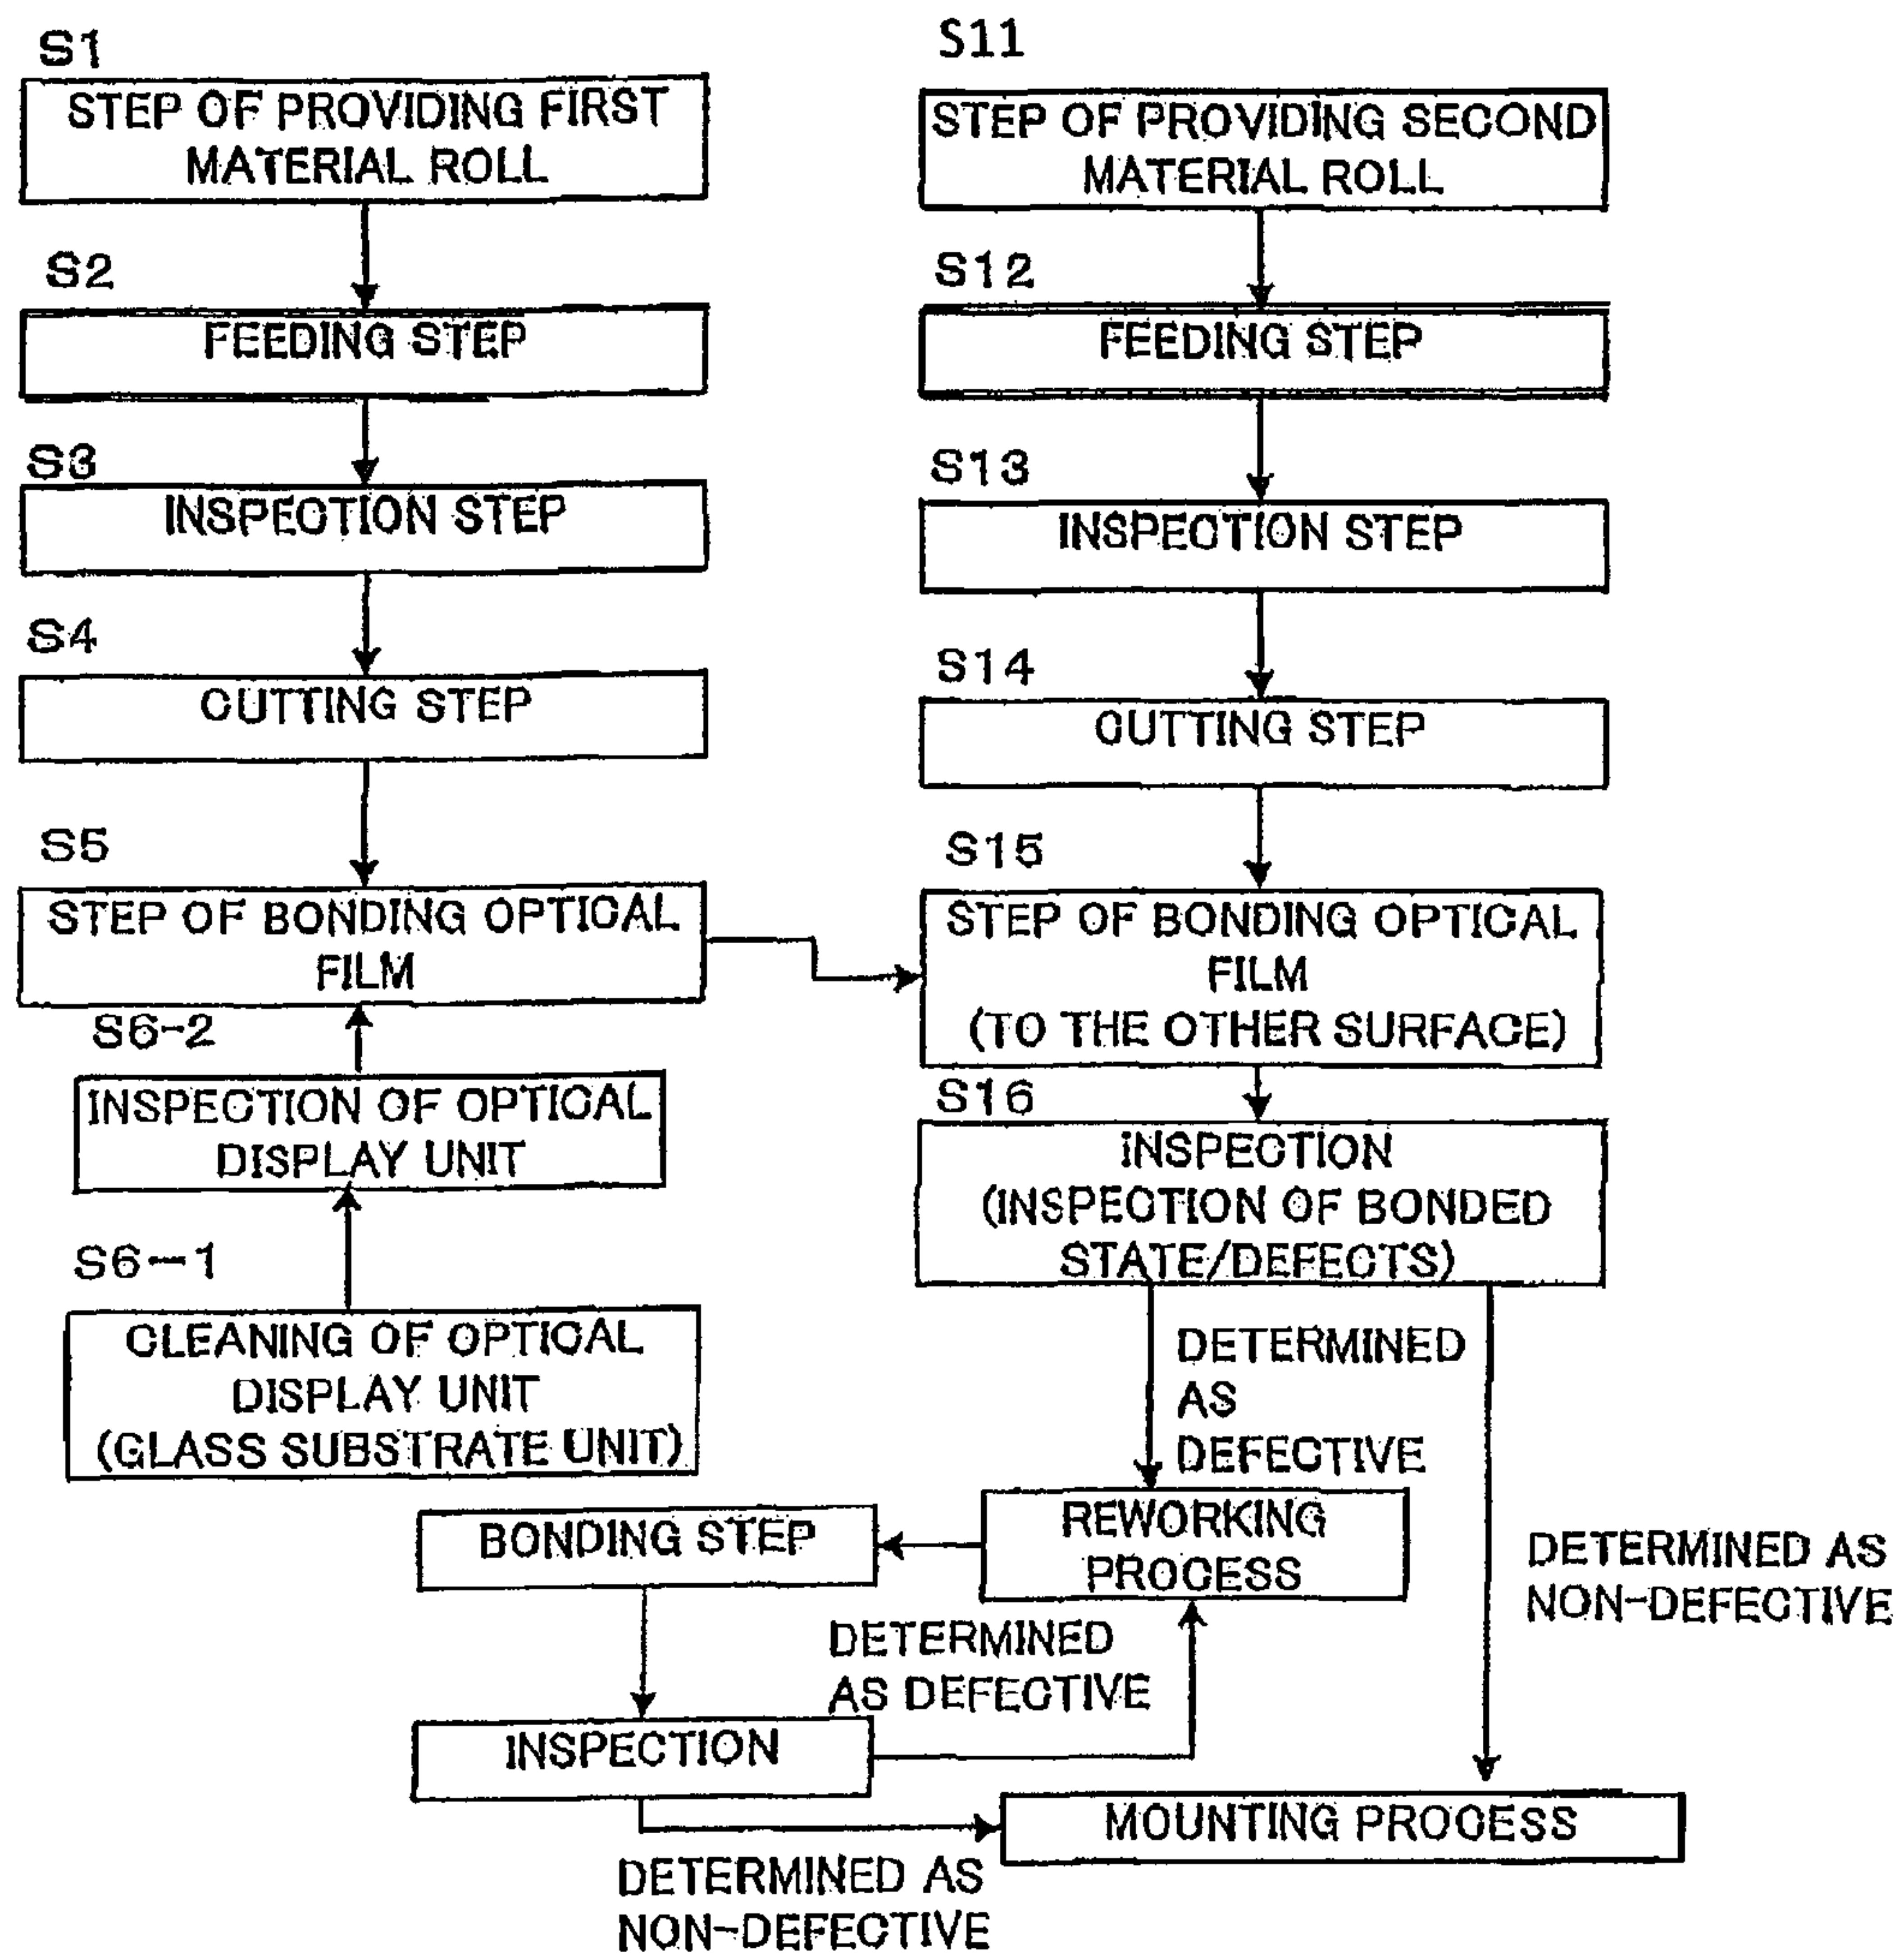 S1
STEP OF PROVIDING FIRST
MATERIAL ROLL
S2
FEEDING STEP
S3
INSPECTION STEP
S4
CUTTING STEP
S5
STEP OF BONDING OPTICAL
FILM
S6-2
INSPECTION OF OPTICAL
DISPLAY UNIT
S6-1
CLEANING OF OPTICAL
DISPLAY UNIT
(GLASS SUBSTRATE UNIT)
S11
STEP OF PROVIDING SECOND
MATERIAL ROLL
S12
FEEDING STEP
S13
INSPECTION STEP
S14
CUTTING STEP
S15
STEP OF BONDING OPTICAL
FILM
(TO THE OTHER SURFACE)
S16
INSPECTION
(INSPECTION OF BONDED
STATE/DEFECTS)
DETERMINED
AS
DEFECTIVE
REWORKING
PROCESS
BONDING STEP
DETERMINED AS
NON-DEFECTIVE
DETERMINED
AS DEFECTIVE
INSPECTION
MOUNTING PROCESS
DETERMINED AS
NON-DEFECTIVE